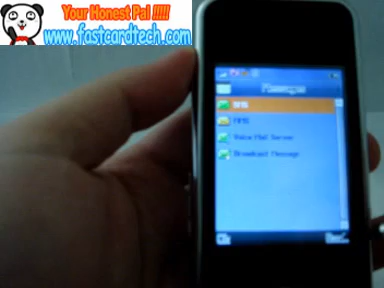 Your Honest Pal !!!!!
www.fastcardtech.com
Message
SMS
MMS
Voice Mail Server
Broadcast Message